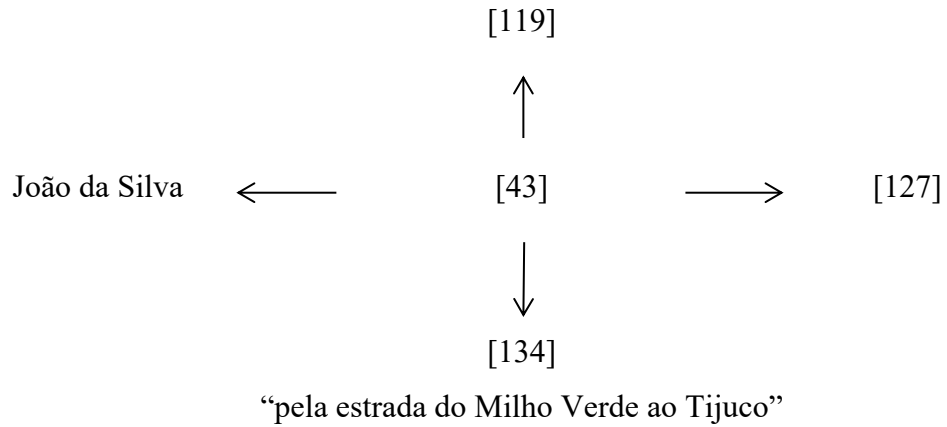 [119]
João da Silva [43] [127]
[134]
“pela estrada do Milho Verde ao Tijuco”